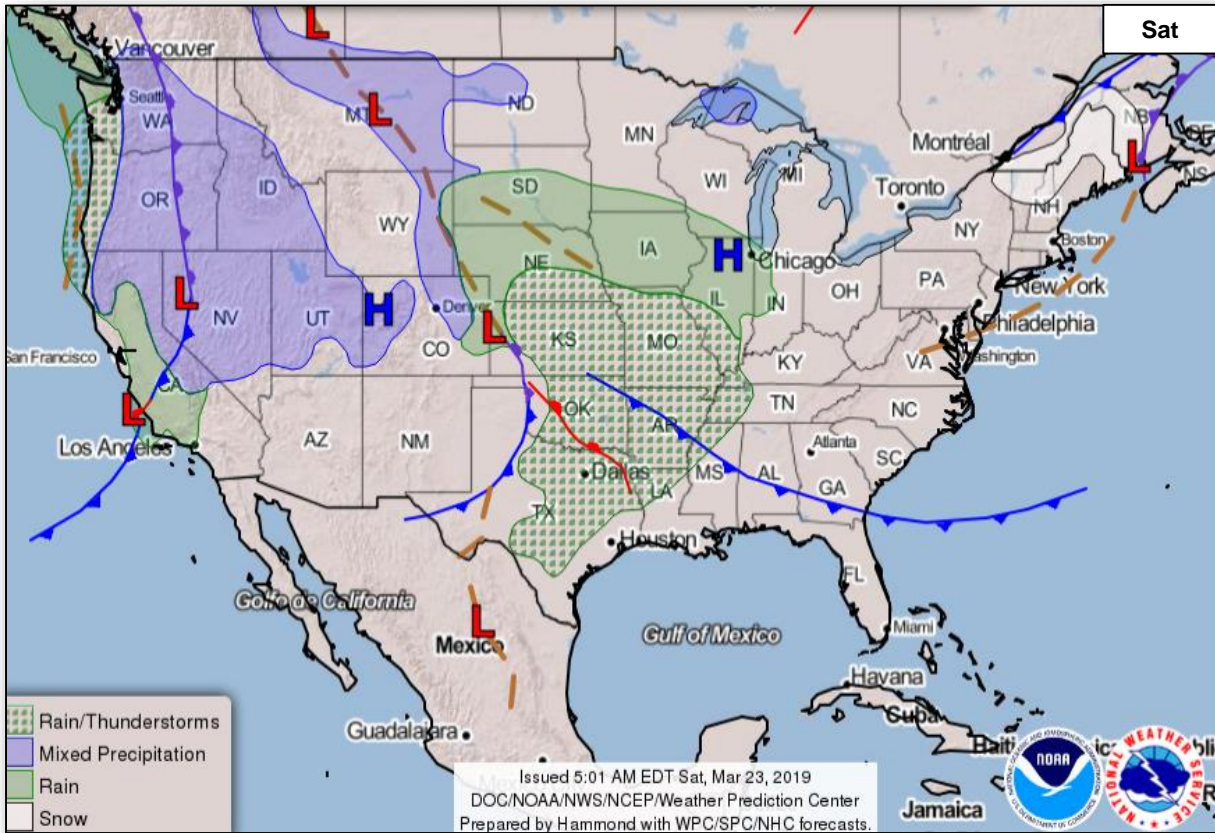 Sat
Vancouver
Seattle
WA
MT
ND
MN
Montréal
NB
NS
OR
ID
SD
WI
MI
Toronto
NH
WY
NY
Boston
IA
H
Chicago
NE
PA
New York
L
NV
UT
H
Denver
IL
IN
OH
Philadelphia
San Francisco
CO
KS
MO
KY
VA
Washington
CA
L
Los Angeles
AZ
NM
OK
AR
TN
NC
Atlanta
SC
Dallas
MS
AL
GA
LA
TX
Houston
FL
Golfo de California
L
Mexico
Gulf of Mexico
Miami
Havana
Cuba
Guadalajara
Haiti
Jamaica
Rain/Thunderstorms
Mixed Precipitation
Rain
Snow
Issued 5:01 AM EDT Sat, Mar 23, 2019
DOC/NOAA/NWS/NCEP/Weather Prediction Center
Prepared by Hammond with WPC/SPC/NHC forecasts.
NOAA
NATIONAL WEATHER SERVICE
L
L
L
L